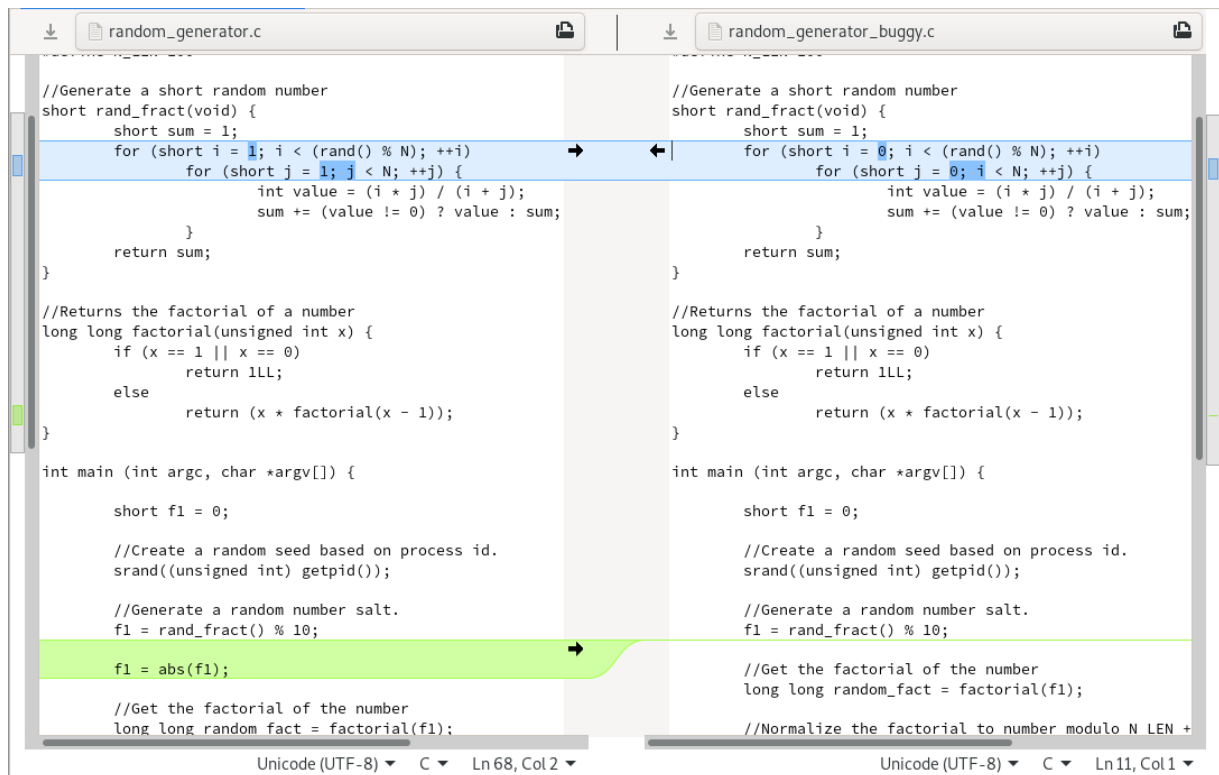 random_generator.c
//Generate a short random number
short rand_fract(void) {
short sum = 1;
for (short i = 1; i < (rand() % N); ++i)
for (short j = 1; j < N; ++j) {
int value = (i * j) / (i + j);
sum += (value != 0) ? value : sum;
}
return sum;
}
//Returns the factorial of a number
long long factorial(unsigned int x) {
if (x == 1 || x == 0)
return 1LL;
else
return (x * factorial(x - 1));
}
int main (int argc, char *argv[]) {
short f1 = 0;
//Create a random seed based on process id.
srand((unsigned int) getpid());
//Generate a random number salt.
f1 = rand_fract() % 10;
f1 = abs(f1);
//Get the factorial of the number
long long random_fact = factorial(f1);
Unicode (UTF-8) C Ln 68, Col 2
random_generator_buggy.c
//Generate a short random number
short rand_fract(void) {
short sum = 1;
for (short i = 0; i < (rand() % N); ++i)
for (short j = 0; i < N; ++j) {
int value = (i * j) / (i + j);
sum += (value != 0) ? value : sum;
}
return sum;
}
//Returns the factorial of a number
long long factorial(unsigned int x) {
if (x == 1 || x == 0)
return 1LL;
else
return (x * factorial(x - 1));
}
int main (int argc, char *argv[]) {
short f1 = 0;
//Create a random seed based on process id.
srand((unsigned int) getpid());
//Generate a random number salt.
f1 = rand_fract() % 10;
//Get the factorial of the number
long long random_fact = factorial(f1);
//Normalize the factorial to number modulo N_LEN +
Unicode (UTF-8) C Ln 11, Col 1